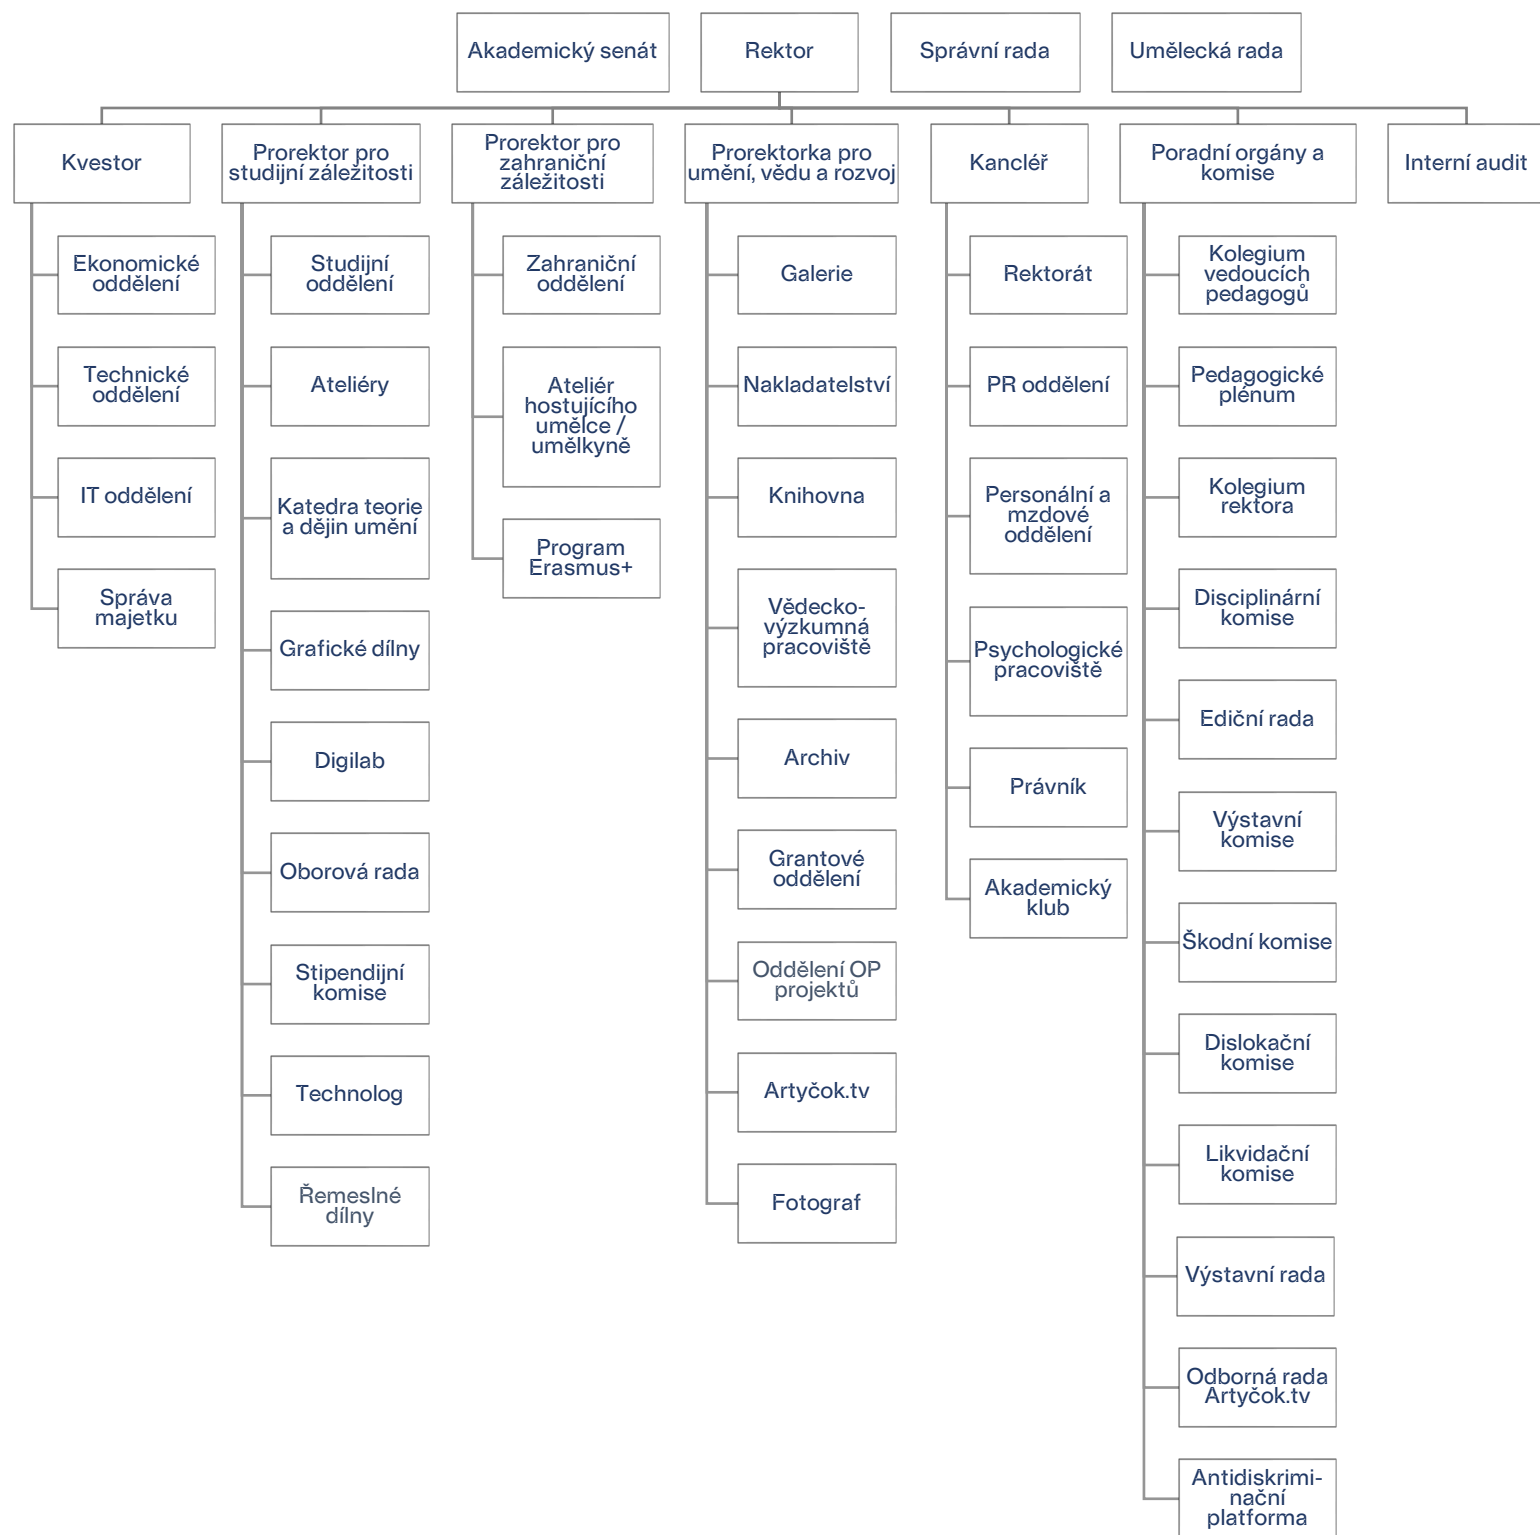 Akademický senát
Rektor
Správní rada
Umělecká rada
Kvestor
Prorektor pro
studijní záležitosti
Prorektor pro
zahraniční
záležitosti
Prorektorka pro
umění, vědu a rozvoj
Kancléř
Poradní orgány a
komise
Interní audit
Ekonomické
oddělení
Technické
oddělení
IT oddělení
Správa
majetku
Studijní
oddělení
Ateliéry
Katedra teorie
a dějin umění
Grafické dílny
Digilab
Oborová rada
Stipendijní
komise
Technolog
Řemeslné
dílny
Zahraniční
oddělení
Ateliér
hostujícího
umělce /
umělkyně
Program
Erasmus+
Galerie
Nakladatelství
Knihovna
Vědecko-
výzkumná
pracoviště
Archiv
Grantové
oddělení
Oddělení OP
projektů
Artyčok.tv
Fotograf
Rektorát
PR oddělení
Personální a
mzdové
oddělení
Psychologické
pracoviště
Právník
Akademický
klub
Kolegium
vedoucích
pedagogů
Pedagogické
plénum
Kolegium
rektora
Disciplinární
komise
Ediční rada
Výstavní
komise
Škodní komise
Dislokační
komise
Likvidační
komise
Výstavní rada
Odborná rada
Artyčok.tv
Antidiskrimi-
nační
platforma